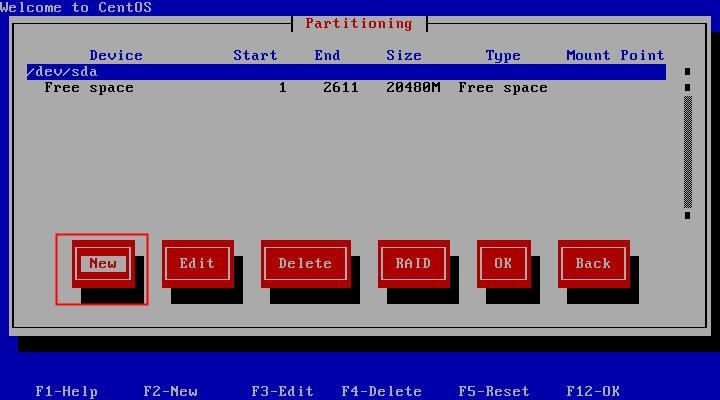 Welcome to CentOS
Partitioning
Device Start End Size Type Mount Point
/dev/sda
Free space 1 2611 20480M Free space
New Edit Delete RAID OK Back
F1-Help F2-New F3-Edit F4-Delete F5-Reset F12-OK